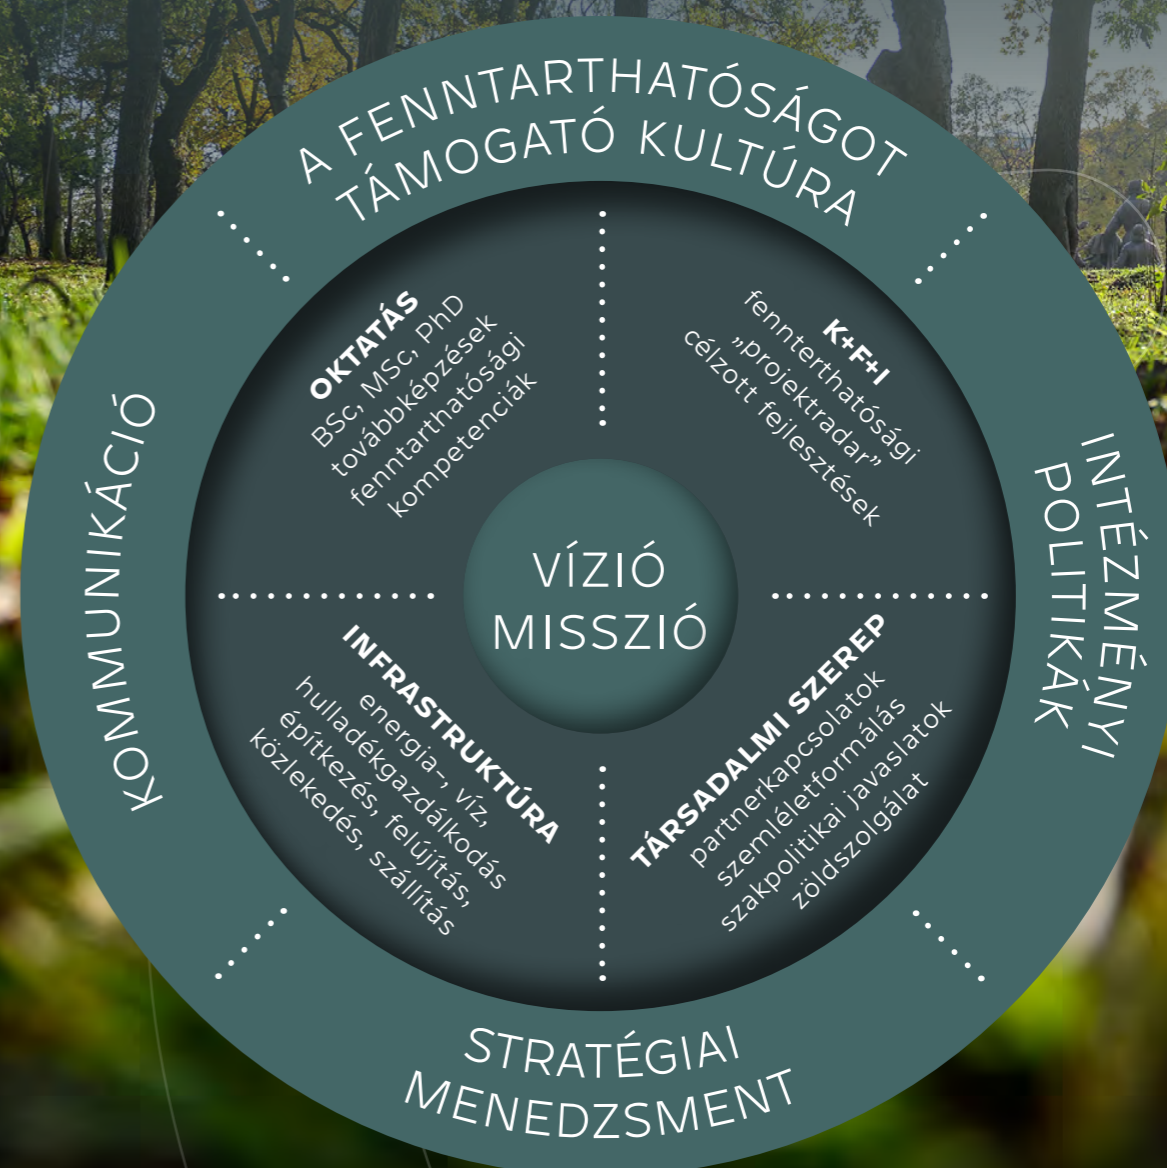 A FENNTARTHATÓSÁGOT
TÁMOGATÓ KULTÚRA
OKTATÁS
BSc, MSc, PhD
továbbképzések
fenntarthatósági
kompetenciák
K+F+I
fennterthatósági
„projektradar”
célzott fejlesztések
KOMMUNIKÁCIÓ
VÍZIÓ
MISSZIÓ
INTÉZMÉNYI
POLITIKÁK
INFRASTRUKTÚRA
energia-, víz,
hulladékgazdálkodás
építkezés, felújítás,
közlekedés, szállítás
TÁRSADALMI SZEREP
partnerkapcsolatok
szemléletformálás
szakpolitikai javaslatok
zöldszolgálat
STRATÉGIAI
MENEDZSMENT